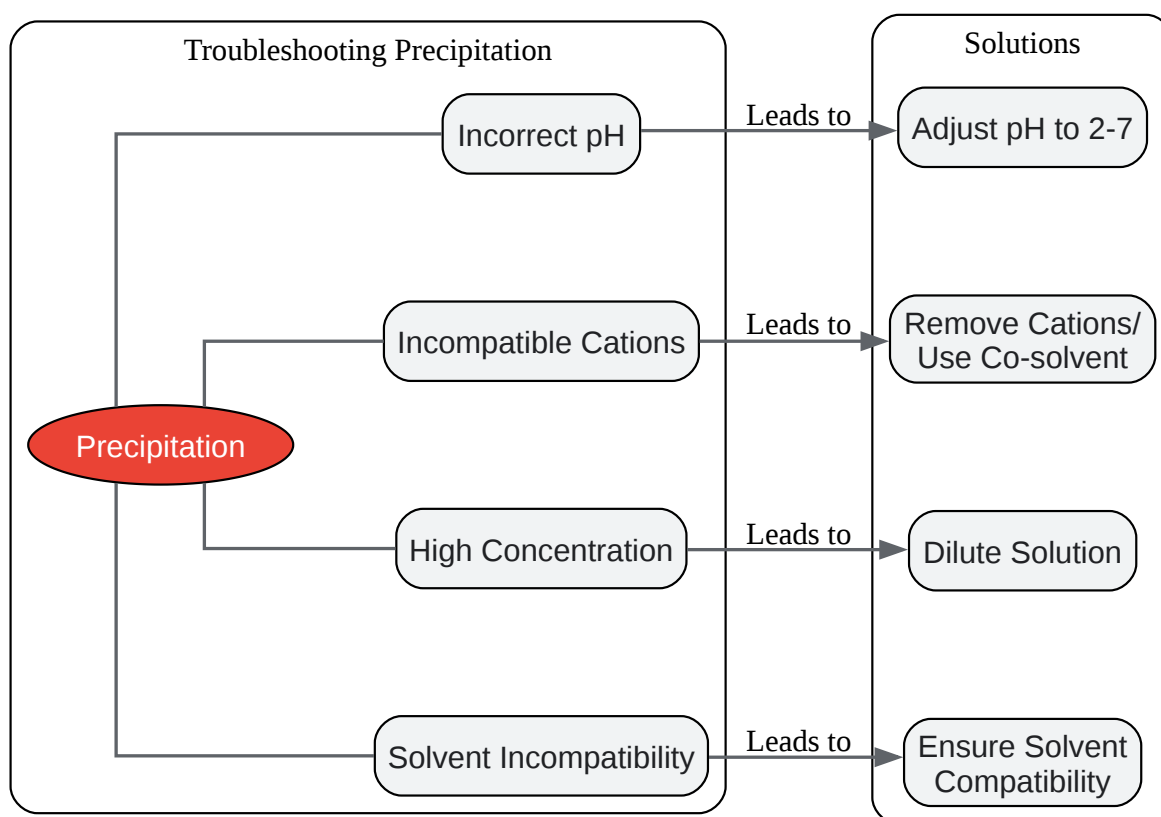 Troubleshooting Precipitation
Solutions
Incorrect pH
Leads to
Adjust pH to 2-7
Incompatible Cations
Leads to
Remove Cations/
Use Co-solvent
Precipitation
High Concentration
Leads to
Dilute Solution
Solvent Incompatibility
Leads to
Ensure Solvent
Compatibility